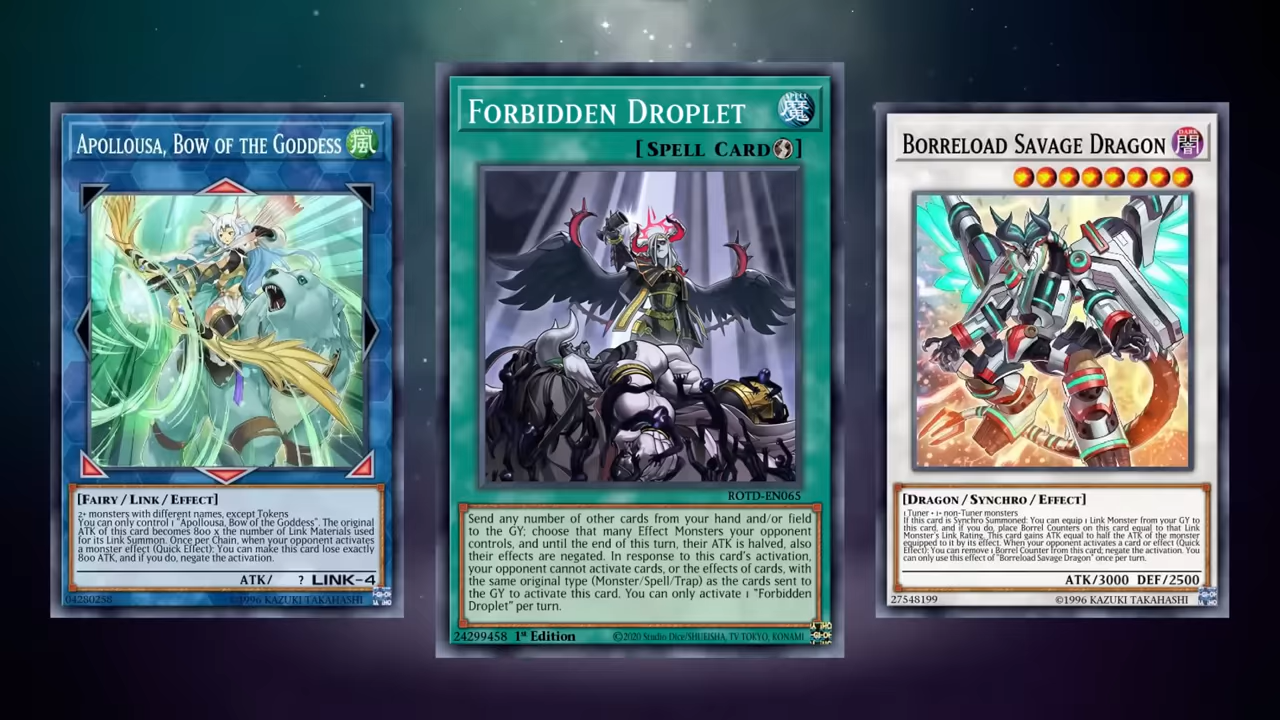 APOLLOUSA, BOW OF THE GODDESS
WIND
風
[FAIRY / LINK / EFFECT]
2+ monsters with different names, except Tokens
You can only control 1 "Apollousa, Bow of the Goddess". The original
ATK of this card becomes 800 x the number of Link Materials used
for its Link Summon. Once per Chain, when your opponent activates
a monster effect (Quick Effect): You can make this card lose exactly
800 ATK, and if you do, negate the activation.
ATK/ ? LINK-4
04280258 ©1996 KAZUKI TAKAHASHI
FORBIDDEN DROPLET
SPELL
魔
[SPELL CARD]
ROTD-EN065
Send any number of other cards from your hand and/or field
to the GY; choose that many Effect Monsters your opponent
controls, and until the end of this turn, their ATK is halved, also
their effects are negated. In response to this card's activation,
your opponent cannot activate cards, or the effects of cards, with
the same original type (Monster/Spell/Trap) as the cards sent to
the GY to activate this card. You can only activate 1 "Forbidden
Droplet" per turn.
24299458 1st Edition ©2020 Studio Dice/SHUEISHA, TV TOKYO, KONAMI
BORRELOAD SAVAGE DRAGON
DARK
闇
[DRAGON / SYNCHRO / EFFECT]
1 Tuner + 1+ non-Tuner monsters
If this card is Synchro Summoned: You can equip 1 Link Monster from your GY to
this card, and if you do, place Borrel Counters on this card equal to that Link
Monster's Link Rating. This card gains ATK equal to half the ATK of the monster
equipped to it by its effect. When your opponent activates a card or effect (Quick
Effect): You can remove 1 Borrel Counter from this card; negate the activation. You
can only use this effect of "Borreload Savage Dragon" once per turn.
ATK/3000 DEF/2500
27548199 ©1996 KAZUKI TAKAHASHI